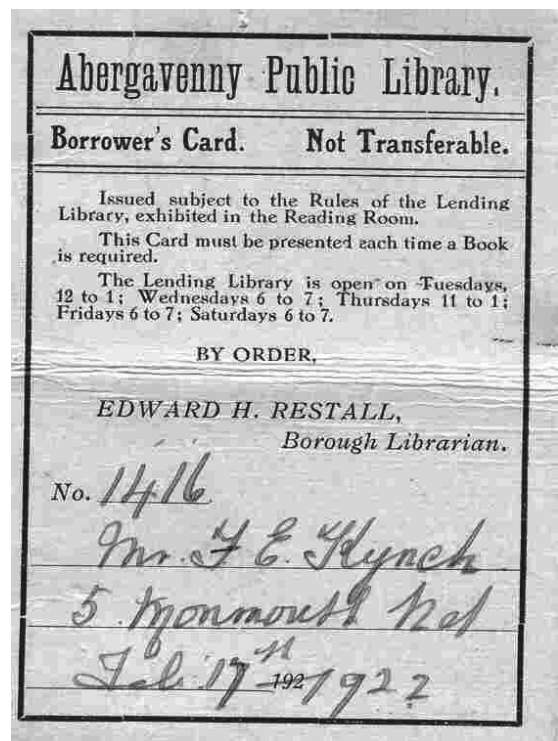 Abergavenny Public Library.
Borrower's Card. Not Transferable.
Issued subject to the Rules of the Lending
Library, exhibited in the Reading Room.
This Card must be presented each time a Book
is required.
The Lending Library is open on Tuesdays,
12 to 1; Wednesdays 6 to 7; Thursdays 11 to 1;
Fridays 6 to 7; Saturdays 6 to 7.
BY ORDER,
EDWARD H. RESTALL,
Borough Librarian.
No. 1416
Mr. F E.
5 Monmouth
Feb 17th 192 1922